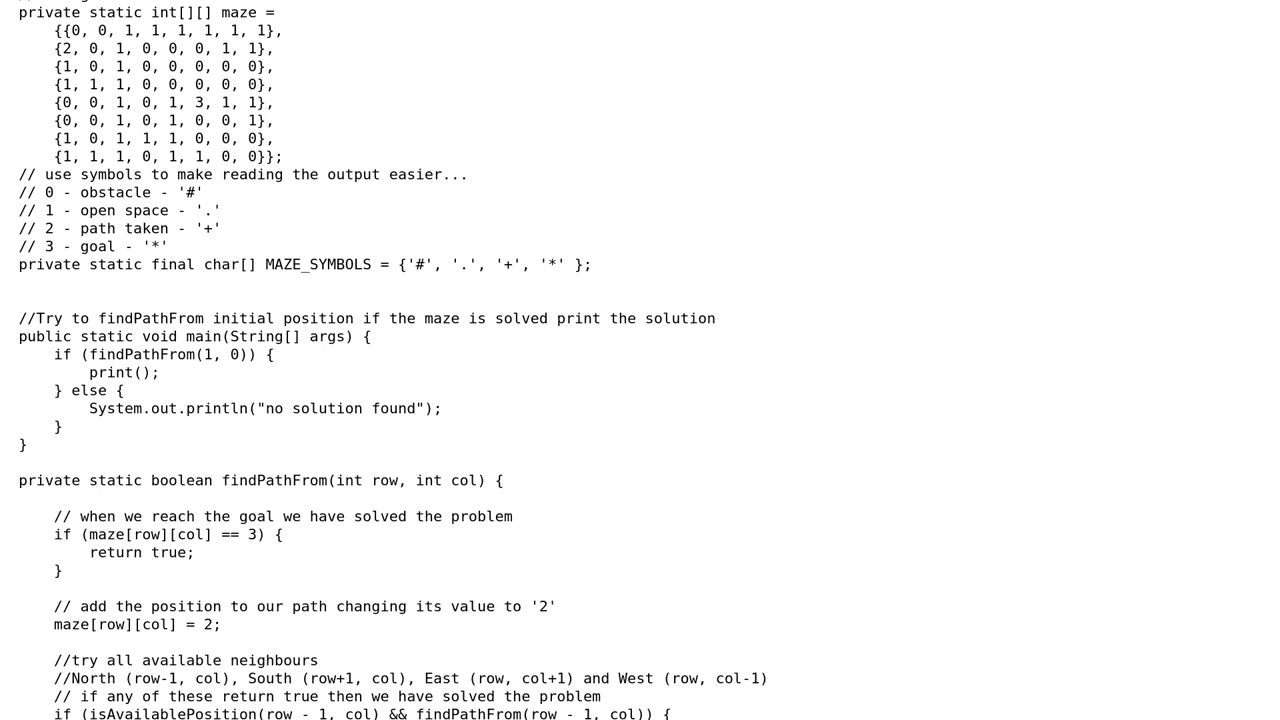 private static int[][] maze =
    {{0, 0, 1, 1, 1, 1, 1, 1},
    {2, 0, 1, 0, 0, 0, 1, 1},
    {1, 0, 1, 0, 0, 0, 0, 0},
    {1, 1, 1, 0, 0, 0, 0, 0},
    {0, 0, 1, 0, 1, 3, 1, 1},
    {0, 0, 1, 0, 1, 0, 0, 1},
    {1, 0, 1, 1, 1, 0, 0, 0},
    {1, 1, 1, 0, 1, 1, 0, 0}};
// use symbols to make reading the output easier...
// 0 - obstacle - '#'
// 1 - open space - '.'
// 2 - path taken - '+'
// 3 - goal - '*'
private static final char[] MAZE_SYMBOLS = {'#', '.', '+', '*' };
//Try to findPathFrom initial position if the maze is solved print the solution
public static void main(String[] args) {
    if (findPathFrom(1, 0)) {
        print();
    } else {
        System.out.println("no solution found");
    }
}
private static boolean findPathFrom(int row, int col) {
    // when we reach the goal we have solved the problem
    if (maze[row][col] == 3) {
        return true;
    }
    // add the position to our path changing its value to '2'
    maze[row][col] = 2;
    //try all available neighbours
    //North (row-1, col), South (row+1, col), East (row, col+1) and West (row, col-1)
    // if any of these return true then we have solved the problem
    if (isAvailablePosition(row - 1, col) && findPathFrom(row - 1, col)) {